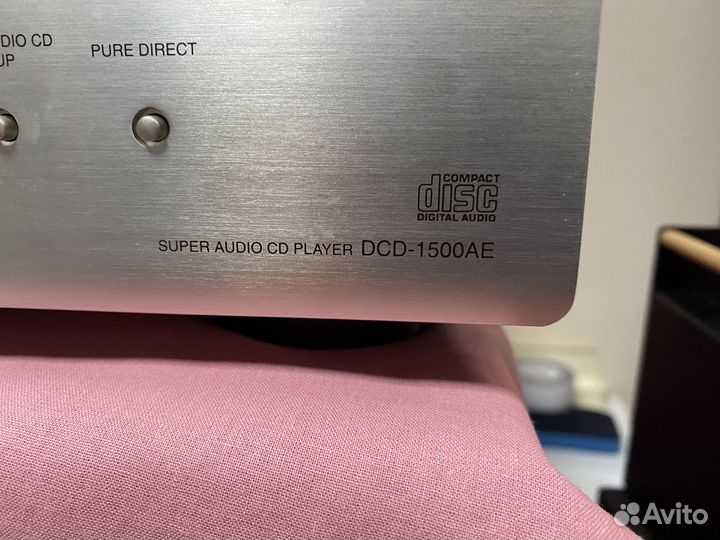 DIO CD
UP
PURE DIRECT
COMPACT
disc
DIGITAL AUDIO
SUPER AUDIO CD PLAYER DCD-1500AE
Avito